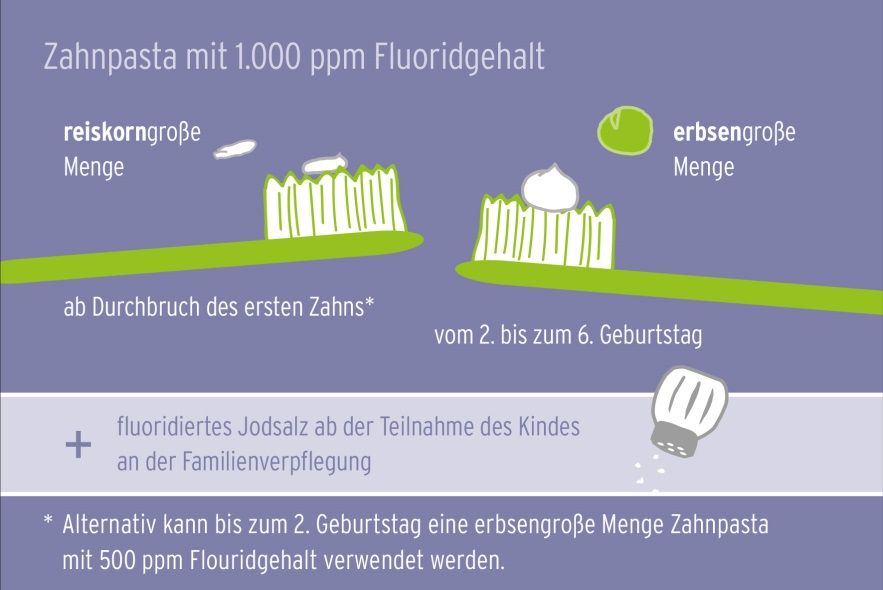 Zahnpasta mit 1.000 ppm Fluoridgehalt
reiskorngroße
Menge
erbsengroße
Menge
ab Durchbruch des ersten Zahns*
vom 2. bis zum 6. Geburtstag
+ fluoridiertes Jodsalz ab der Teilnahme des Kindes
an der Familienverpflegung
* Alternativ kann bis zum 2. Geburtstag eine erbsengroße Menge Zahnpasta
mit 500 ppm Flouridgehalt verwendet werden.